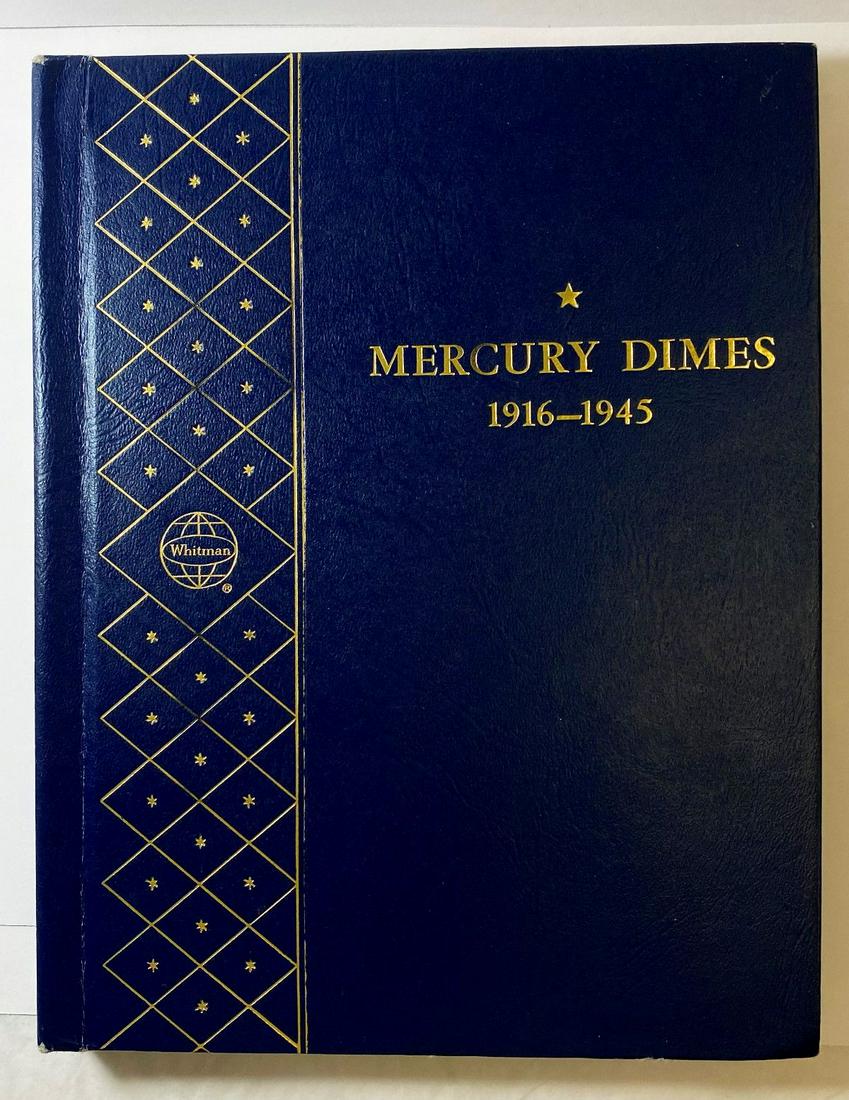 MERCURY DIMES
1916—1945
Whitman
®